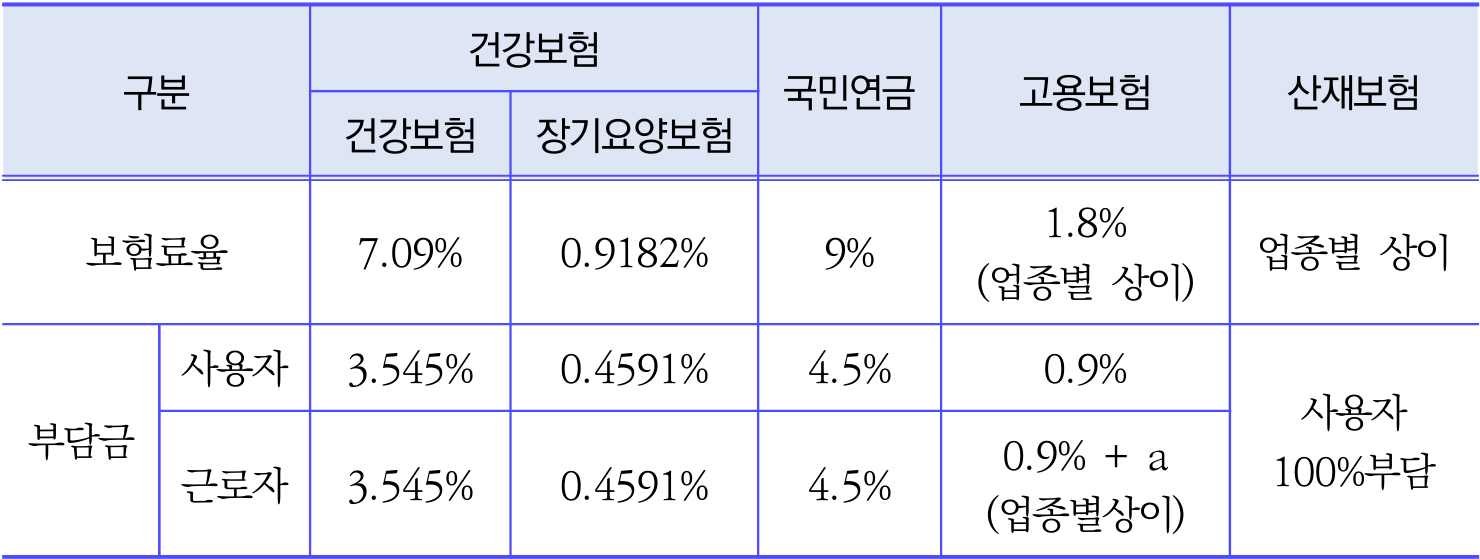 구분
건강보험
국민연금
고용보험
산재보험
건강보험
장기요양보험
보험료율
7.09%
0.9182%
9%
1.8%
(업종별 상이)
업종별 상이
부담금
사용자
3.545%
0.4591%
4.5%
0.9%
사용자
100%부담
근로자
3.545%
0.4591%
4.5%
0.9% + a
(업종별상이)